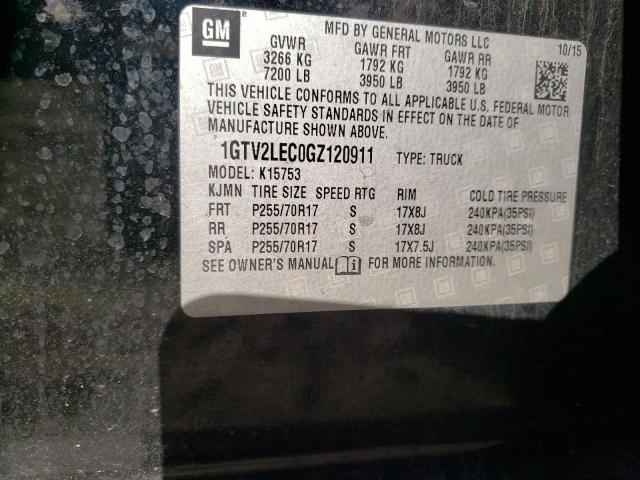 GM
MFD BY GENERAL MOTORS LLC
10/15
GVWR GAWR FRT GAWR RR
3266 KG 1792 KG 1792 KG
7200 LB 3950 LB 3950 LB
THIS VEHICLE CONFORMS TO ALL APPLICABLE U.S. FEDERAL MOTOR
VEHICLE SAFETY STANDARDS IN EFFECT ON THE DATE OF
MANUFACTURE SHOWN ABOVE.
1GTV2LEC0GZ120911 TYPE: TRUCK
MODEL: K15753
KJMN TIRE SIZE SPEED RTG RIM COLD TIRE PRESSURE
FRT P255/70R17 S 17X8J 240KPA(35PSI)
RR P255/70R17 S 17X8J 240KPA(35PSI)
SPA P255/70R17 S 17X7.5J 240KPA(35PSI)
SEE OWNER'S MANUAL FOR MORE INFORMATION.